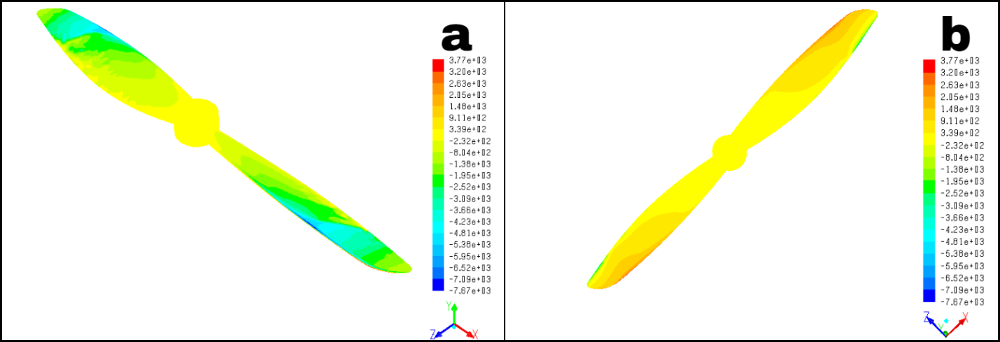 a
3.77e+03
3.20e+03
2.63e+03
2.05e+03
1.48e+03
9.11e+02
3.39e+02
-2.32e+02
-8.04e+02
-1.38e+03
-1.95e+03
-2.52e+03
-3.09e+03
-3.66e+03
-4.23e+03
-4.81e+03
-5.38e+03
-5.95e+03
-6.52e+03
-7.09e+03
-7.67e+03
Y
Z X
b
3.77e+03
3.20e+03
2.63e+03
2.05e+03
1.48e+03
9.11e+02
3.39e+02
-2.32e+02
-8.04e+02
-1.38e+03
-1.95e+03
-2.52e+03
-3.09e+03
-3.66e+03
-4.23e+03
-4.81e+03
-5.38e+03
-5.95e+03
-6.52e+03
-7.09e+03
-7.67e+03
Z X
Y